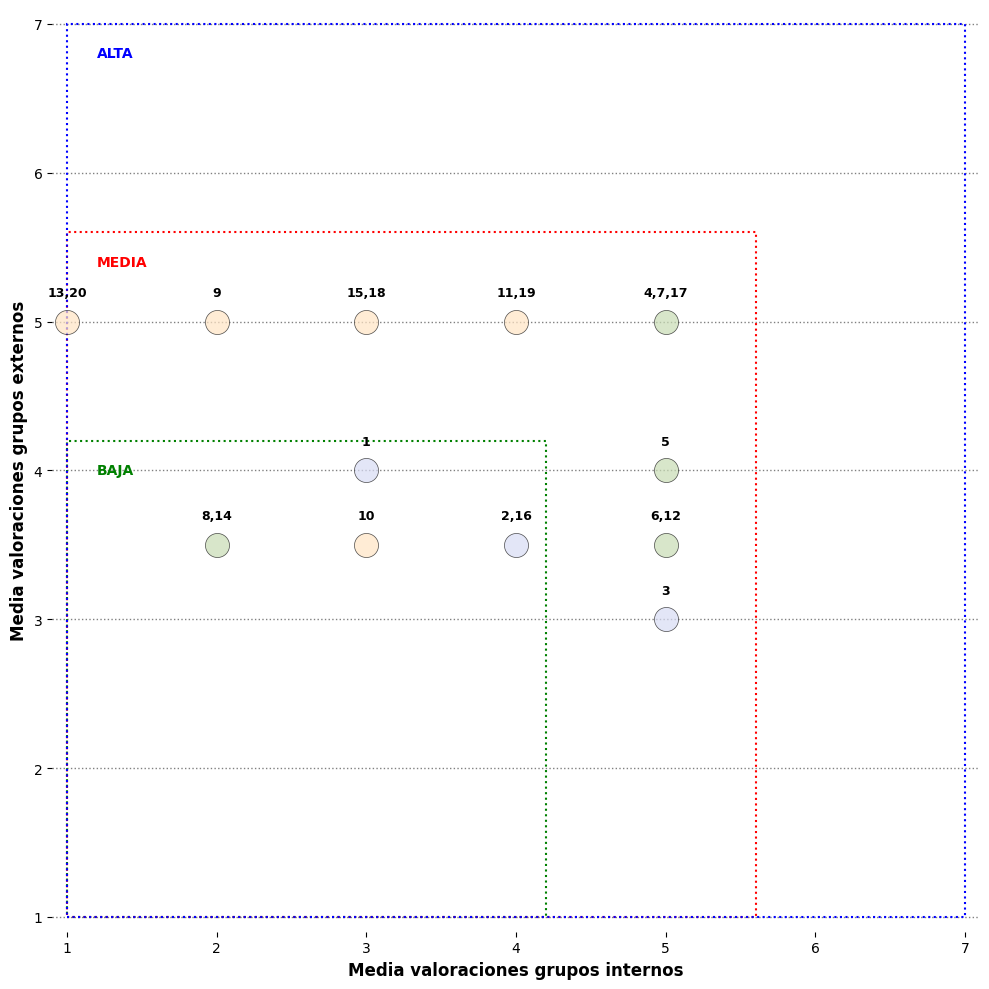 7
ALTA
6
MEDIA
13,20 9 15,18 11,19 4,7,17
5
1 5
4
BAJA
8,14 10 2,16 6,12
3
3
2
1
1 2 3 4 5 6 7
Media valoraciones grupos internos
Media valoraciones grupos externos